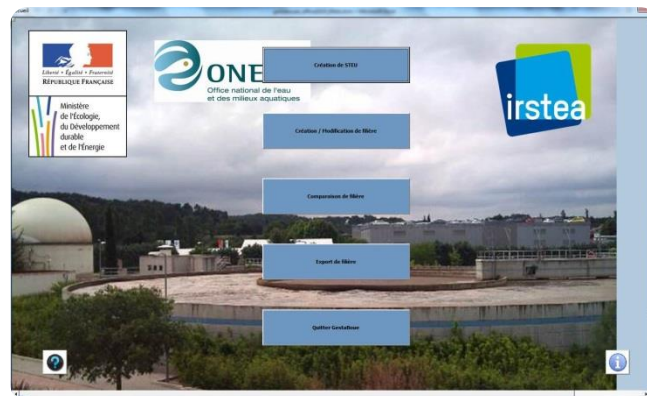 Accueil
Liberté • Égalité • Fraternité
RÉPUBLIQUE FRANÇAISE
Ministère
de l'Écologie,
du Développement
durable
et de l'Énergie
ONE
Office national de l'eau
et des milieux aquatiques
irstea
Création de STEU
Création / Modification de filière
Comparaison de filière
Export de filière
Quitter GestaBoue